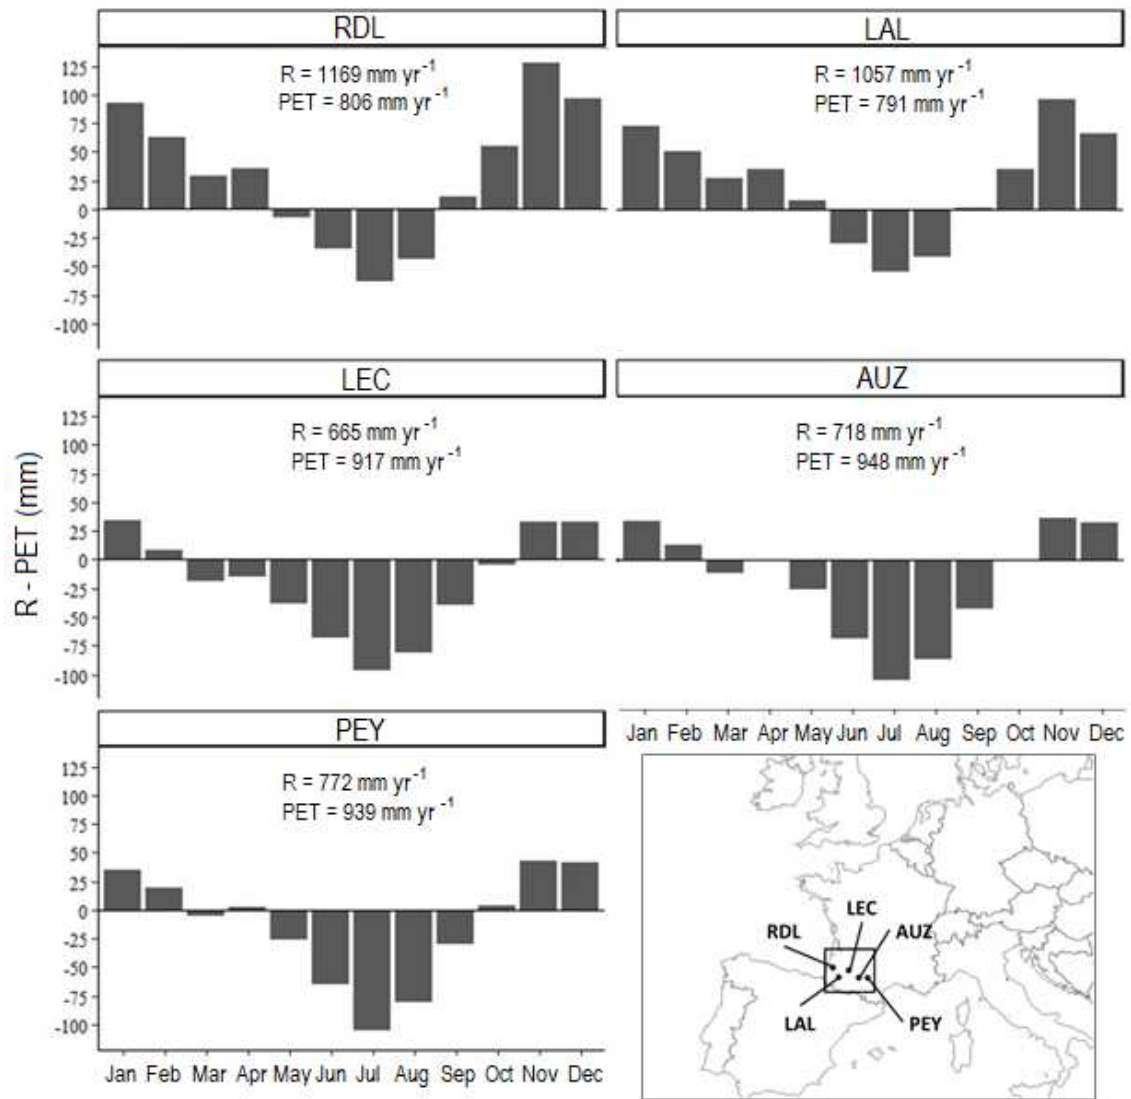 RDL
R = 1169 mm yr⁻¹
PET = 806 mm yr⁻¹
125
100
75
50
25
0
-25
-50
-75
-100
LAL
R = 1057 mm yr⁻¹
PET = 791 mm yr⁻¹
R - PET (mm)
LEC
R = 665 mm yr⁻¹
PET = 917 mm yr⁻¹
125
100
75
50
25
0
-25
-50
-75
-100
AUZ
R = 718 mm yr⁻¹
PET = 948 mm yr⁻¹
Jan Feb Mar Apr May Jun Jul Aug Sep Oct Nov Dec
PEY
R = 772 mm yr⁻¹
PET = 939 mm yr⁻¹
125
100
75
50
25
0
-25
-50
-75
-100
Jan Feb Mar Apr May Jun Jul Aug Sep Oct Nov Dec
LEC
RDL
AUZ
LAL
PEY